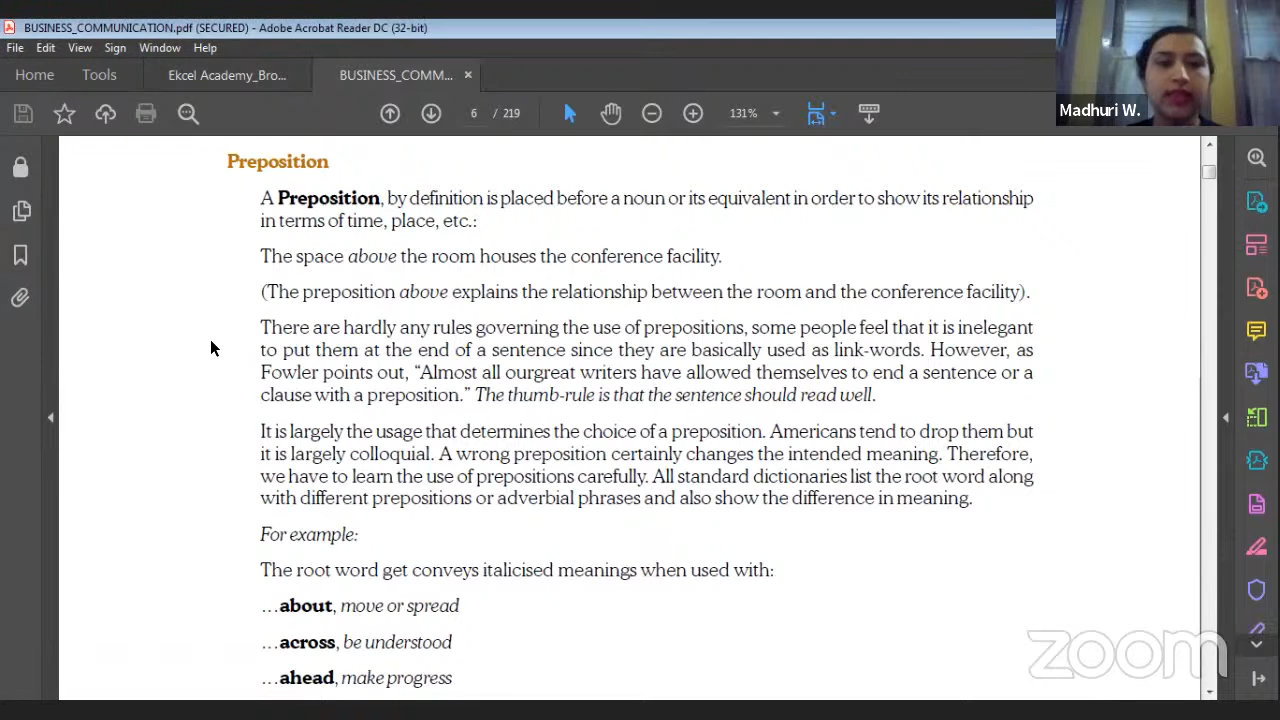 BUSINESS_COMMUNICATION.pdf (SECURED) - Adobe Acrobat Reader DC (32-bit)
File Edit View Sign Window Help
Home Tools Ekcel Academy_Bro... BUSINESS_COMM... ×
6 / 219 131%
Madhuri W.
Preposition
A Preposition, by definition is placed before a noun or its equivalent in order to show its relationship
in terms of time, place, etc.:
The space above the room houses the conference facility.
(The preposition above explains the relationship between the room and the conference facility).
There are hardly any rules governing the use of prepositions, some people feel that it is inelegant
to put them at the end of a sentence since they are basically used as link-words. However, as
Fowler points out, “Almost all ourgreat writers have allowed themselves to end a sentence or a
clause with a preposition.” The thumb-rule is that the sentence should read well.
It is largely the usage that determines the choice of a preposition. Americans tend to drop them but
it is largely colloquial. A wrong preposition certainly changes the intended meaning. Therefore,
we have to learn the use of prepositions carefully. All standard dictionaries list the root word along
with different prepositions or adverbial phrases and also show the difference in meaning.
For example:
The root word get conveys italicised meanings when used with:
...about, move or spread
...across, be understood
...ahead, make progress
zoom